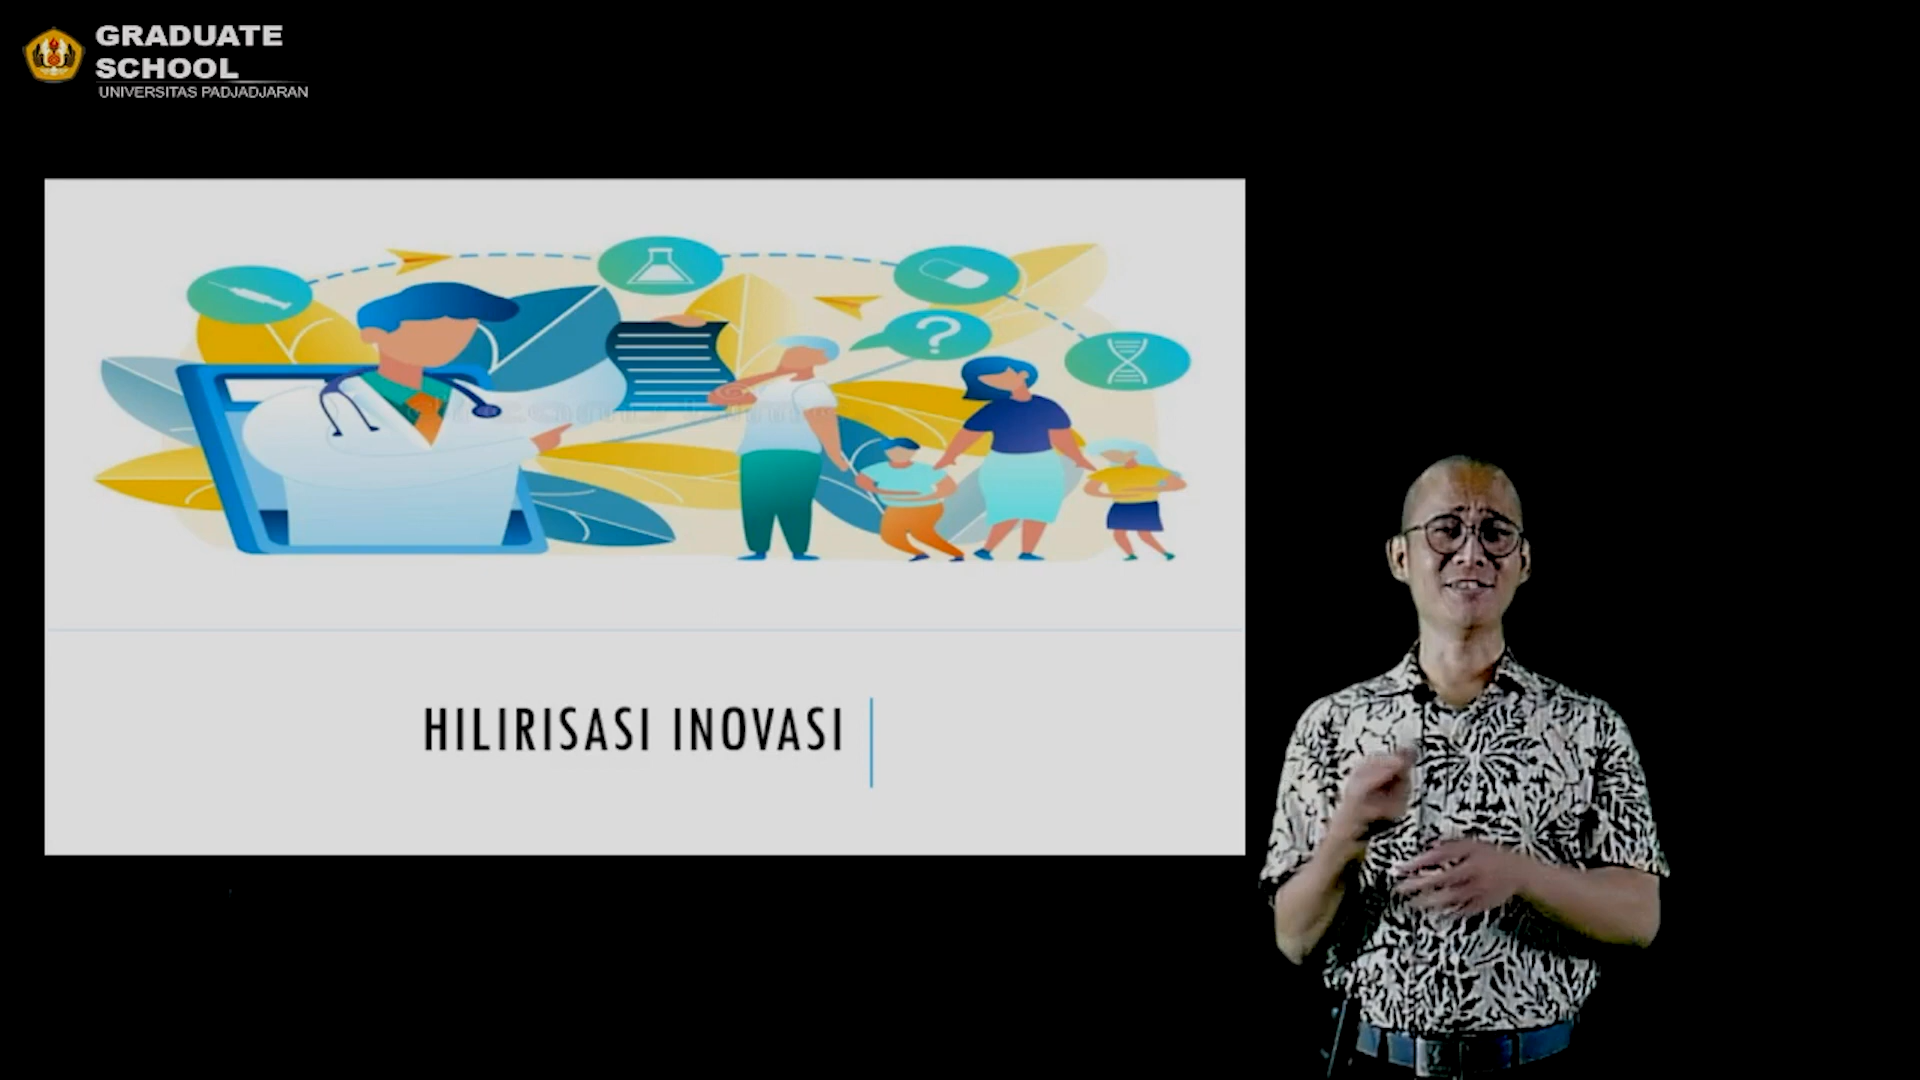 GRADUATE
SCHOOL
UNIVERSITAS PADJADJARAN
?
HILIRISASI INOVASI